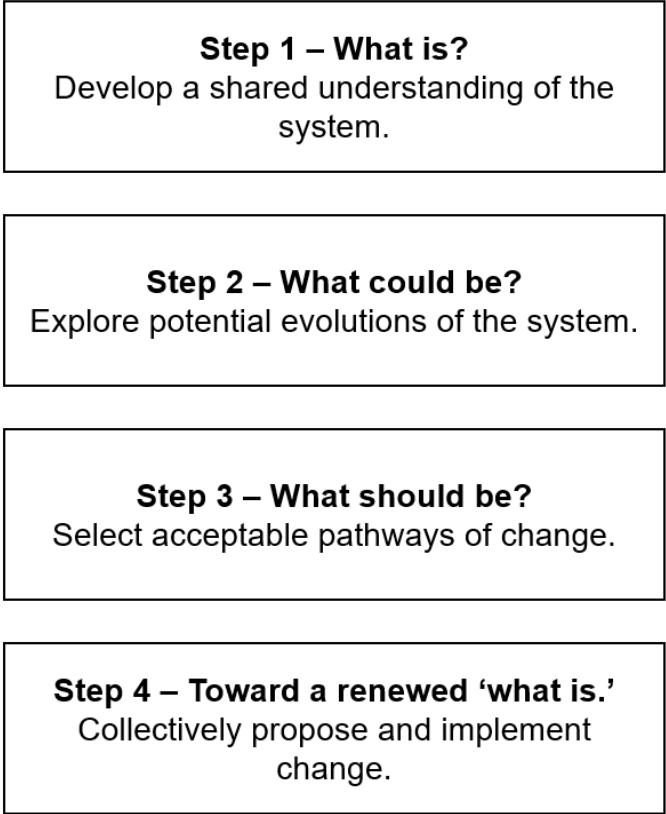 Step 1 – What is?
Develop a shared understanding of the
system.
Step 2 – What could be?
Explore potential evolutions of the system.
Step 3 – What should be?
Select acceptable pathways of change.
Step 4 – Toward a renewed ‘what is.’
Collectively propose and implement
change.